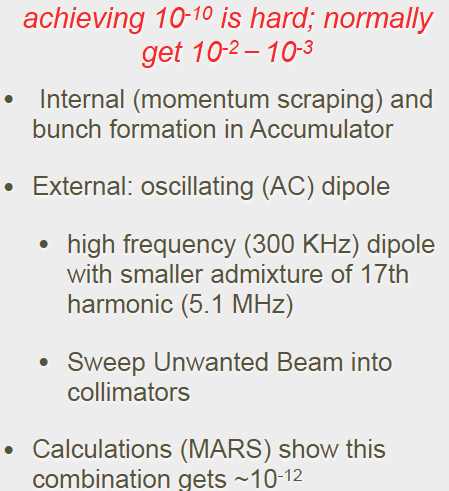 achieving 10⁻¹⁰ is hard; normally
get 10⁻² – 10⁻³
• Internal (momentum scraping) and
bunch formation in Accumulator
• External: oscillating (AC) dipole
• high frequency (300 KHz) dipole
with smaller admixture of 17th
harmonic (5.1 MHz)
• Sweep Unwanted Beam into
collimators
• Calculations (MARS) show this
combination gets ~10⁻¹²